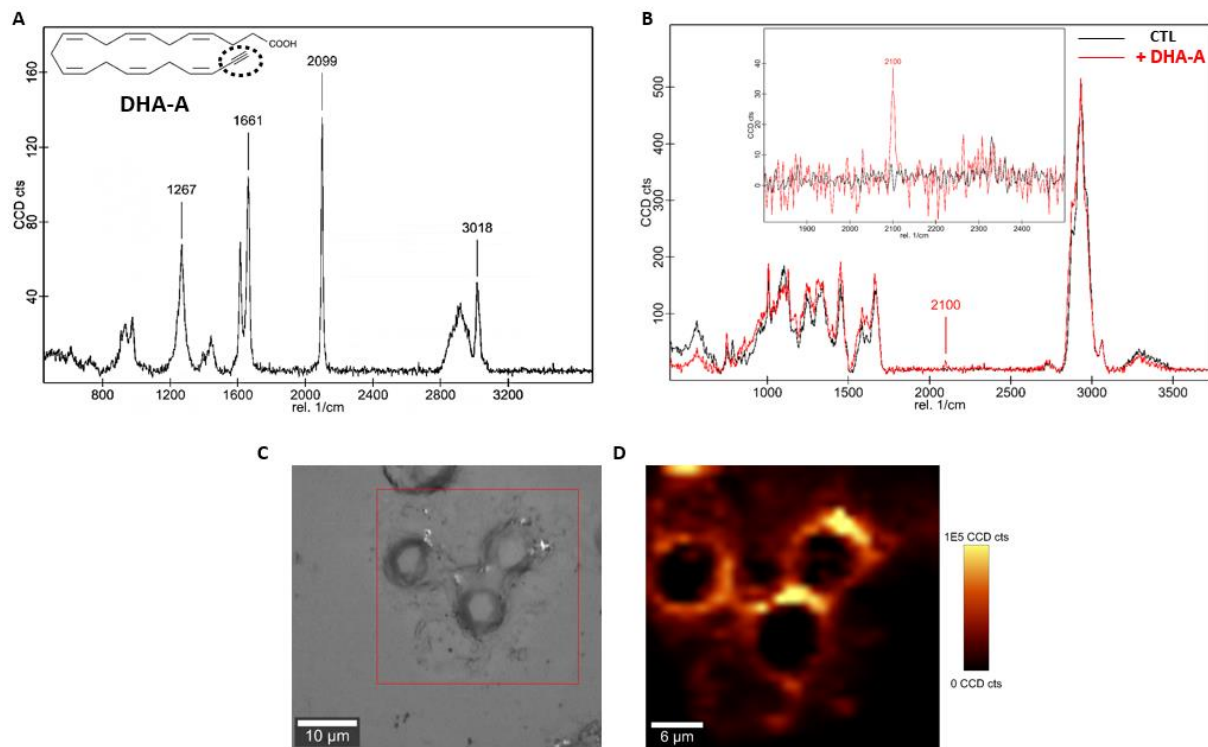 A
COOH
DHA-A
1267
1661
2099
3018
160
120
80
40
CCD cts
800
1200
1600
2000
2400
2800
3200
rel. 1/cm
B
CTL
+ DHA-A
500
400
300
200
100
CCD cts
2100
40
30
20
10
0
CCD cts
1900
2000
2100
2200
2300
2400
rel. 1/cm
2100
1000
1500
2000
2500
3000
3500
rel. 1/cm
C
10 µm
D
6 µm
1E5 CCD cts
0 CCD cts